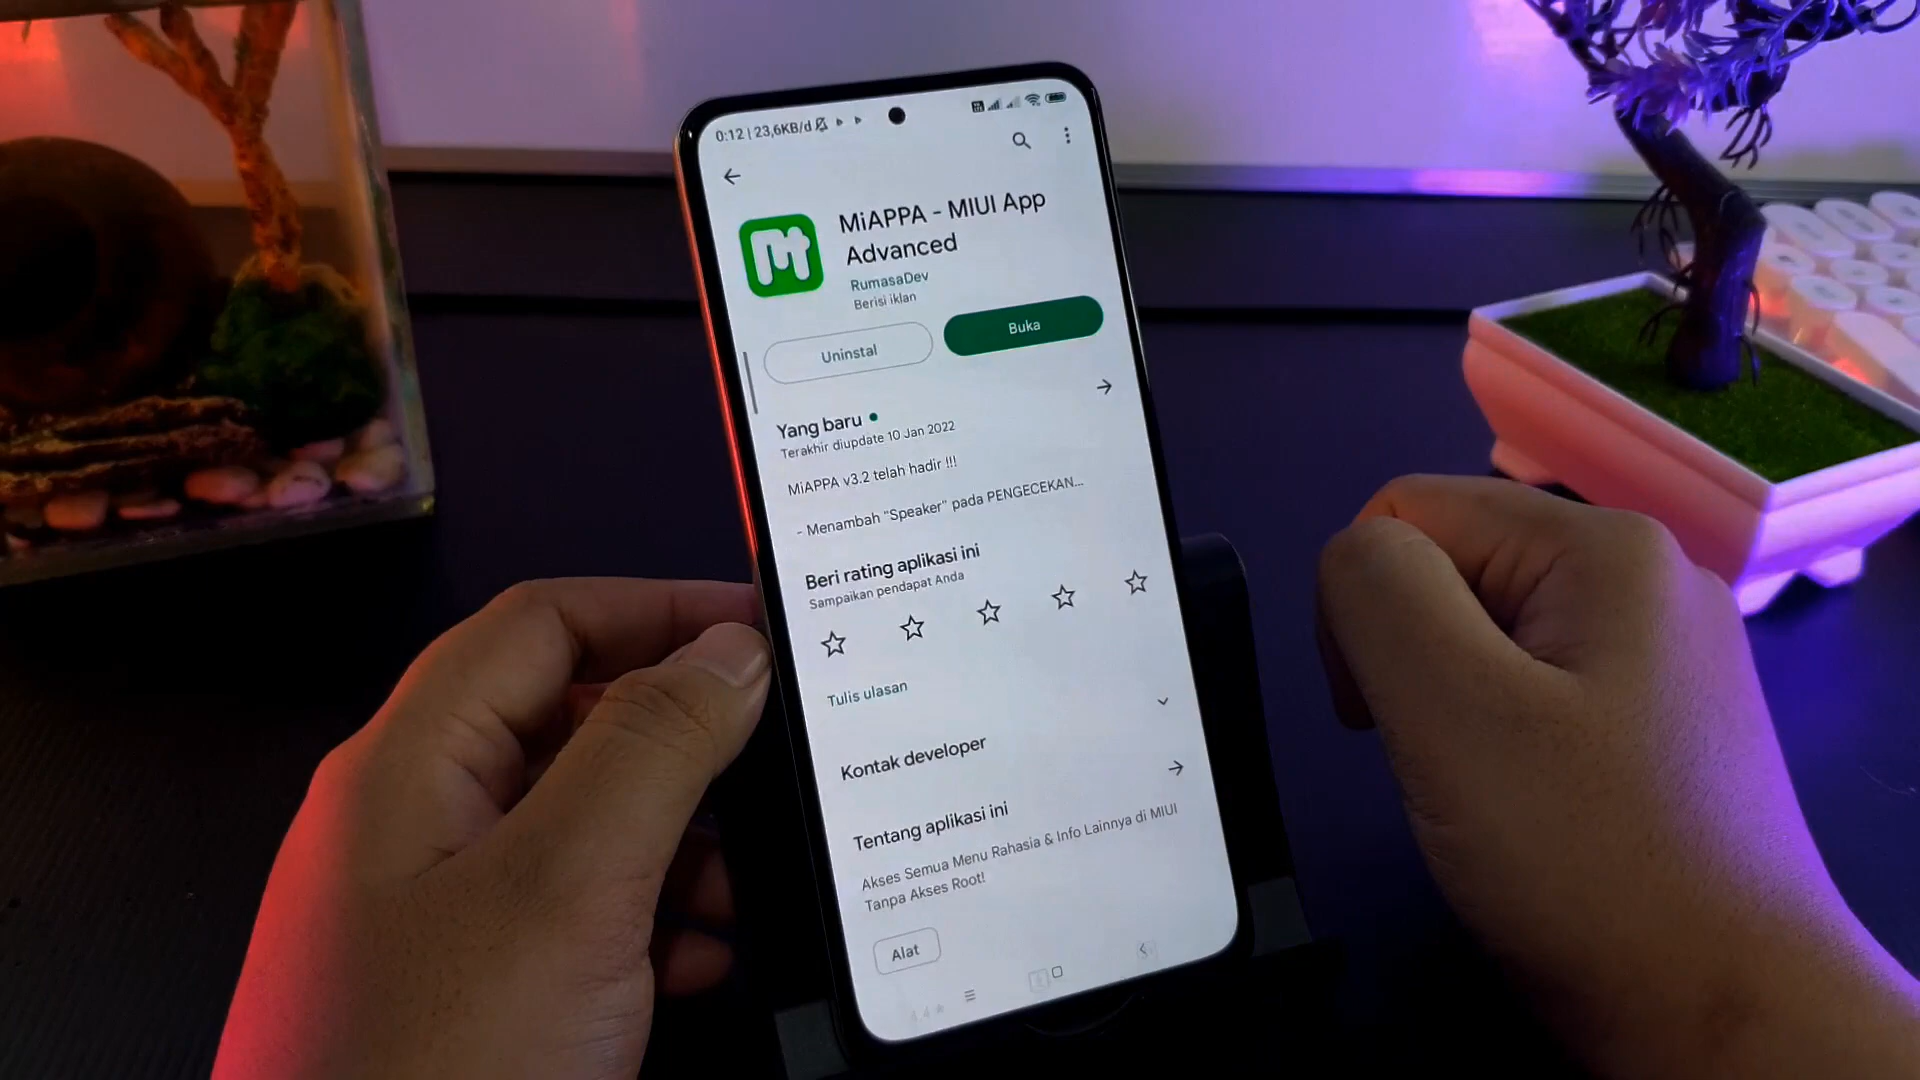 0:12 | 23,6KB/d
MiAPPA - MIUI App
Advanced
RumasaDev
Berisi iklan
Uninstal
Buka
Yang baru
Terakhir diupdate 10 Jan 2022
MiAPPA v3.2 telah hadir !!!
- Menambah "Speaker" pada PENGECEKAN...
Beri rating aplikasi ini
Sampaikan pendapat Anda
Tulis ulasan
Kontak developer
Tentang aplikasi ini
Akses Semua Menu Rahasia & Info Lainnya di MIUI
Tanpa Akses Root!
Alat
4.4